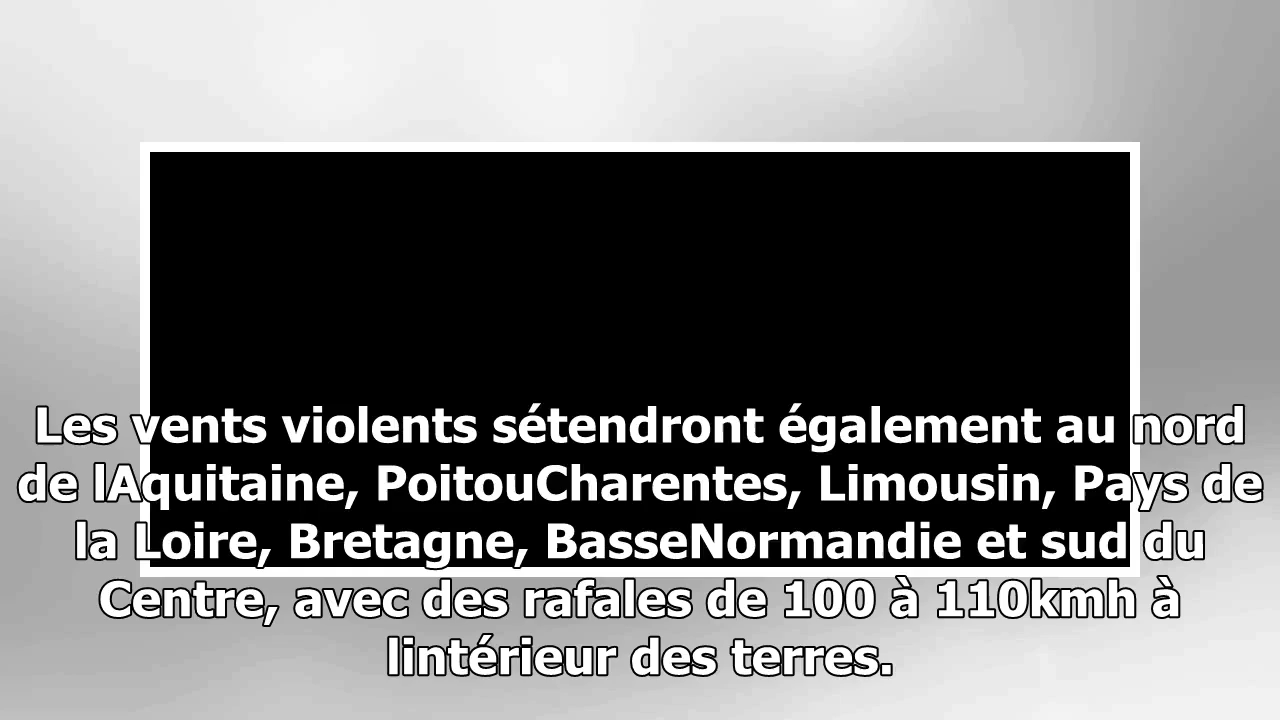 Les vents violents sétendront également au nord
de lAquitaine, PoitouCharentes, Limousin, Pays de
la Loire, Bretagne, BasseNormandie et sud du
Centre, avec des rafales de 100 à 110kmh à
lintérieur des terres.